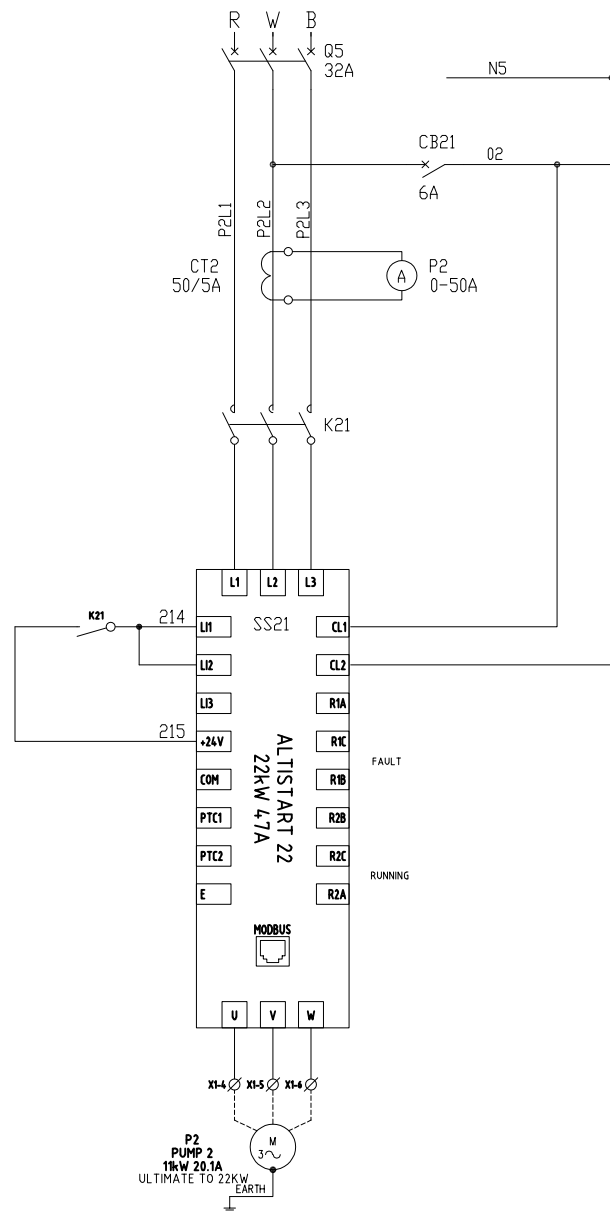 R W B
Q5
32A
N5
CB21
02
6A
P2L1
P2L2
P2L3
CT2
50/5A
A
P2
0-50A
K21
L1 L2 L3
K21
214
LI1
SS21
CL1
LI2
CL2
LI3
R1A
215
+24V
R1C
FAULT
COM
R1B
PTC1
R2B
PTC2
R2C
RUNNING
E
R2A
ALTISTART 22
22kW 47A
MODBUS
U V W
X1-4 X1-5 X1-6
M
3
P2
PUMP 2
11kW 20.1A
ULTIMATE TO 22KW
EARTH